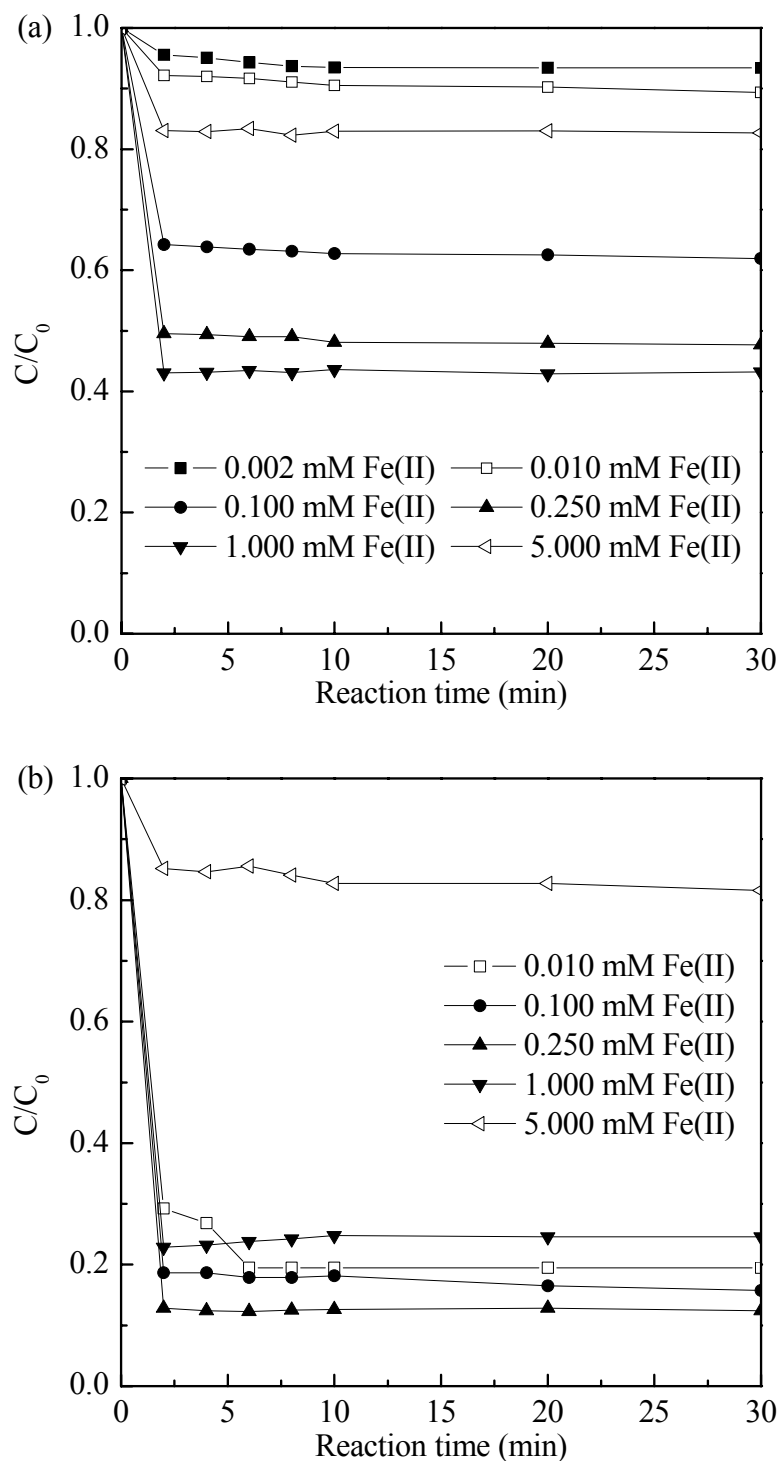 (a)
1.0
0.8
0.6
0.4
0.2
0.0
C/C₀
0.002 mM Fe(II) 0.010 mM Fe(II)
0.100 mM Fe(II) 0.250 mM Fe(II)
1.000 mM Fe(II) 5.000 mM Fe(II)
0 5 10 15 20 25 30
Reaction time (min)
(b)
1.0
0.8
0.6
0.4
0.2
0.0
C/C₀
0.010 mM Fe(II)
0.100 mM Fe(II)
0.250 mM Fe(II)
1.000 mM Fe(II)
5.000 mM Fe(II)
0 5 10 15 20 25 30
Reaction time (min)